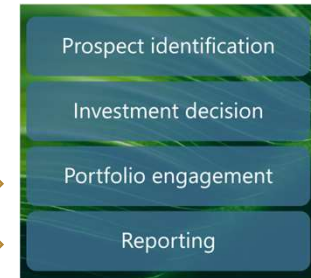 Prospect identification
Investment decision
Portfolio engagement
Reporting